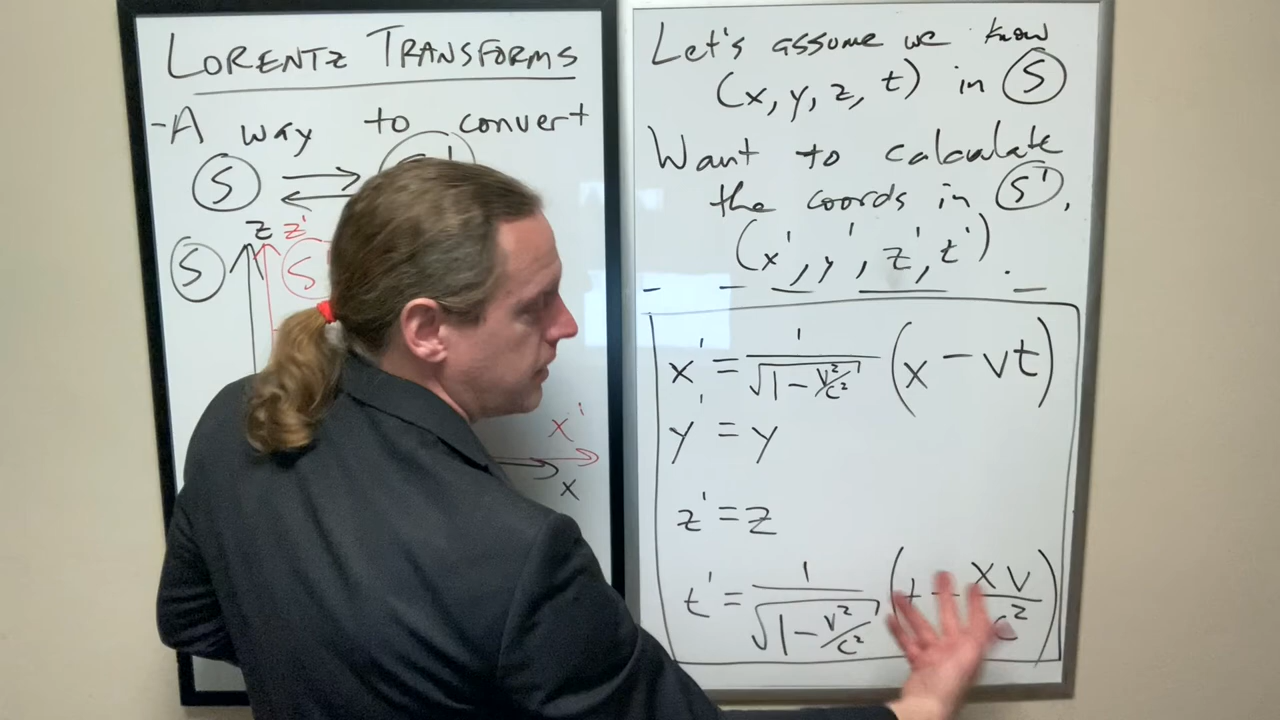 LORENTZ TRANSFORMS
-A way to convert
S ⇄ S'
z z'
S S
x'
x
Let's assume we know
(x, y, z, t) in S
Want to calculate
the coords in S'.
(x', y', z', t').
x' = 1/√(1 - v²/c²) (x - vt)
y' = y
z' = z
t' = 1/√(1 - v²/c²) (t - xv/c²)